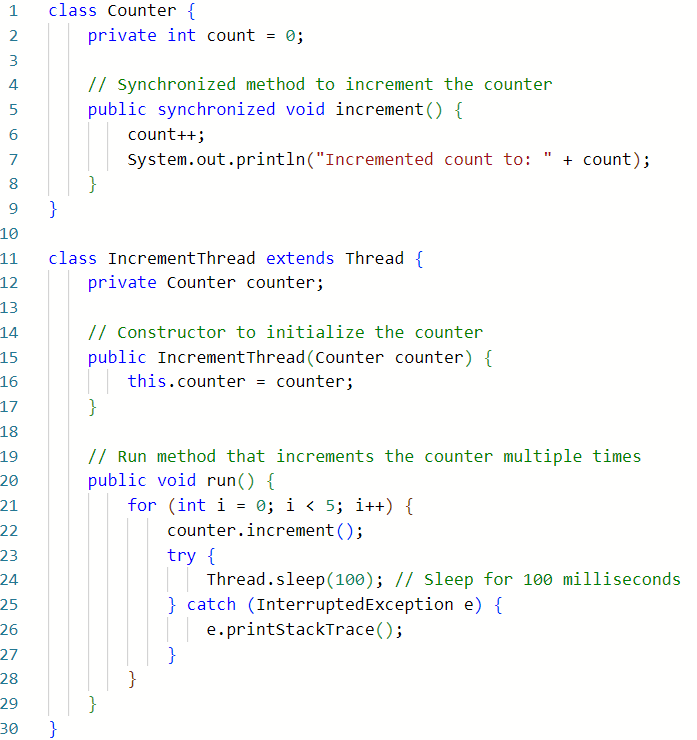 1 class Counter {
2     private int count = 0;
3
4     // Synchronized method to increment the counter
5     public synchronized void increment() {
6         count++;
7         System.out.println("Incremented count to: " + count);
8     }
9 }
10
11 class IncrementThread extends Thread {
12     private Counter counter;
13
14     // Constructor to initialize the counter
15     public IncrementThread(Counter counter) {
16         this.counter = counter;
17     }
18
19     // Run method that increments the counter multiple times
20     public void run() {
21         for (int i = 0; i < 5; i++) {
22             counter.increment();
23             try {
24                 Thread.sleep(100); // Sleep for 100 milliseconds
25             } catch (InterruptedException e) {
26                 e.printStackTrace();
27             }
28         }
29     }
30 }